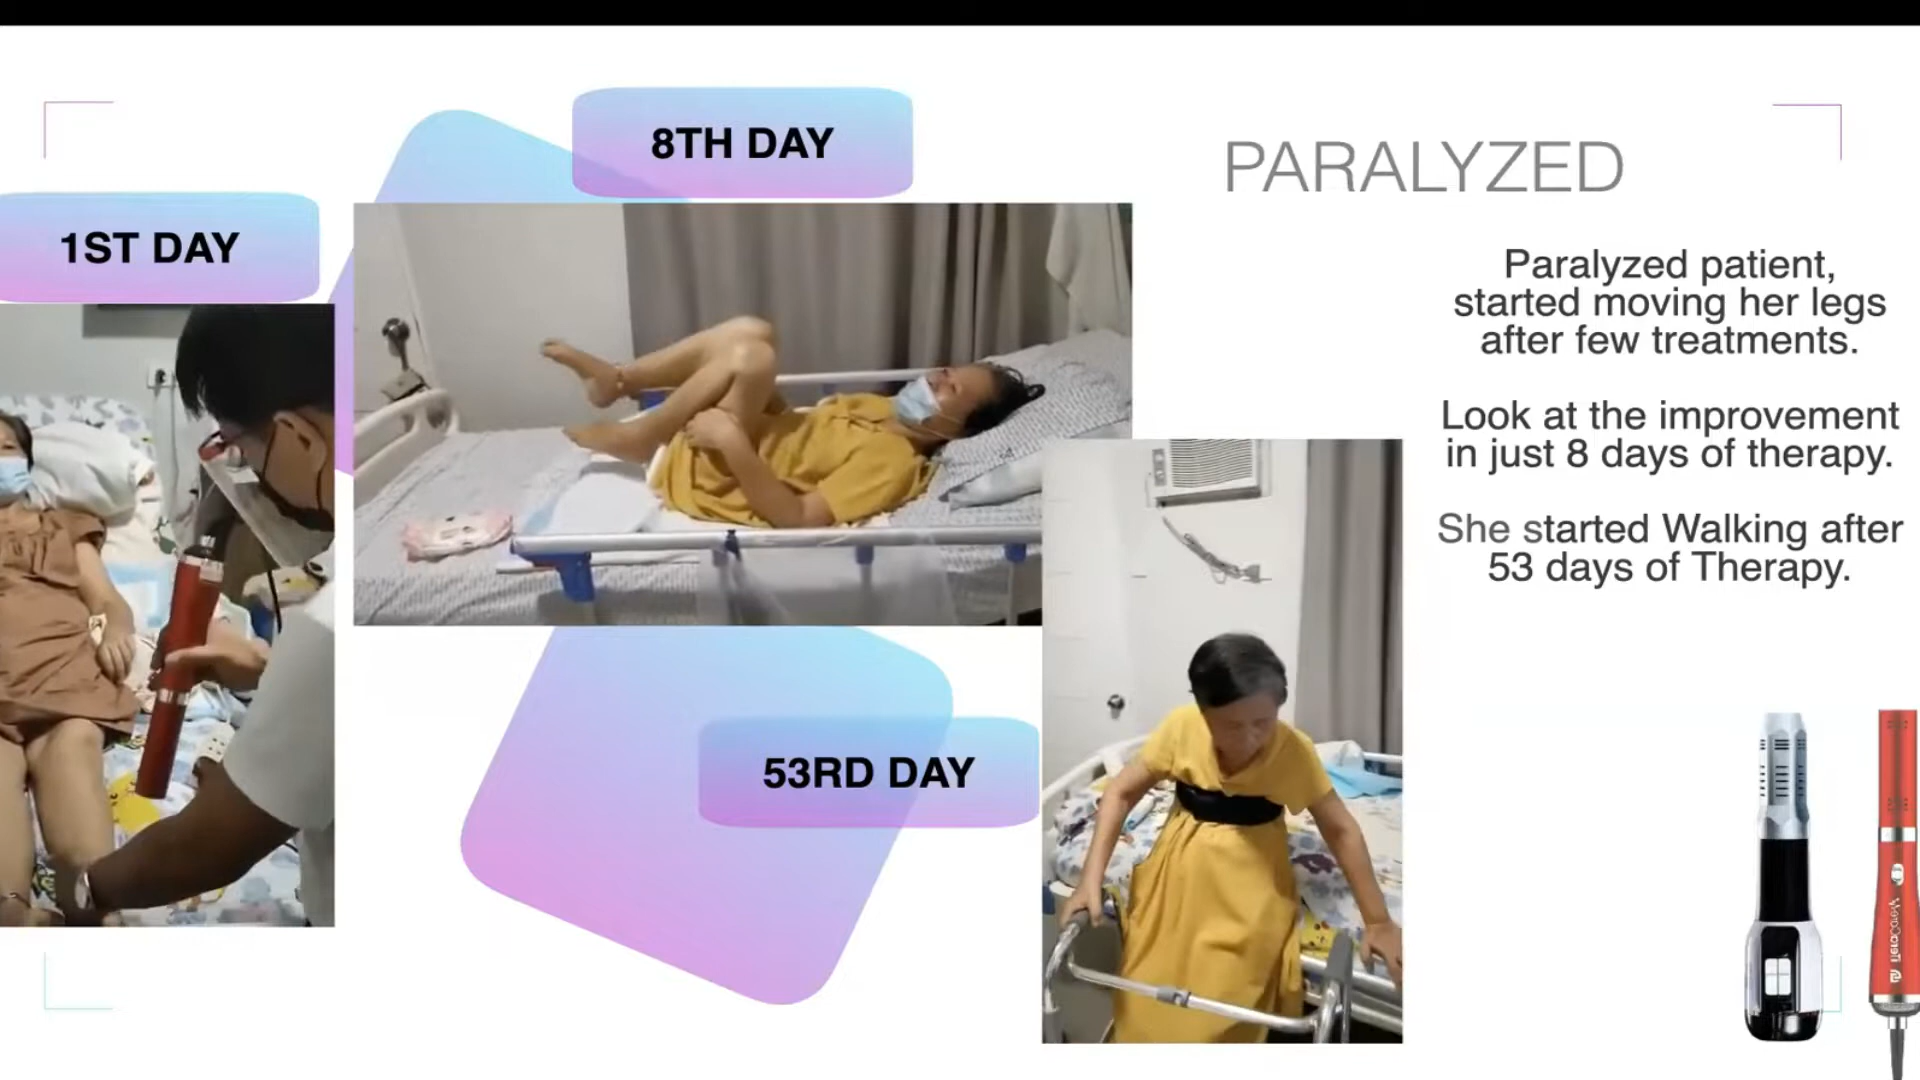 8TH DAY
PARALYZED
1ST DAY
Paralyzed patient,
started moving her legs
after few treatments.
Look at the improvement
in just 8 days of therapy.
She started Walking after
53 days of Therapy.
53RD DAY